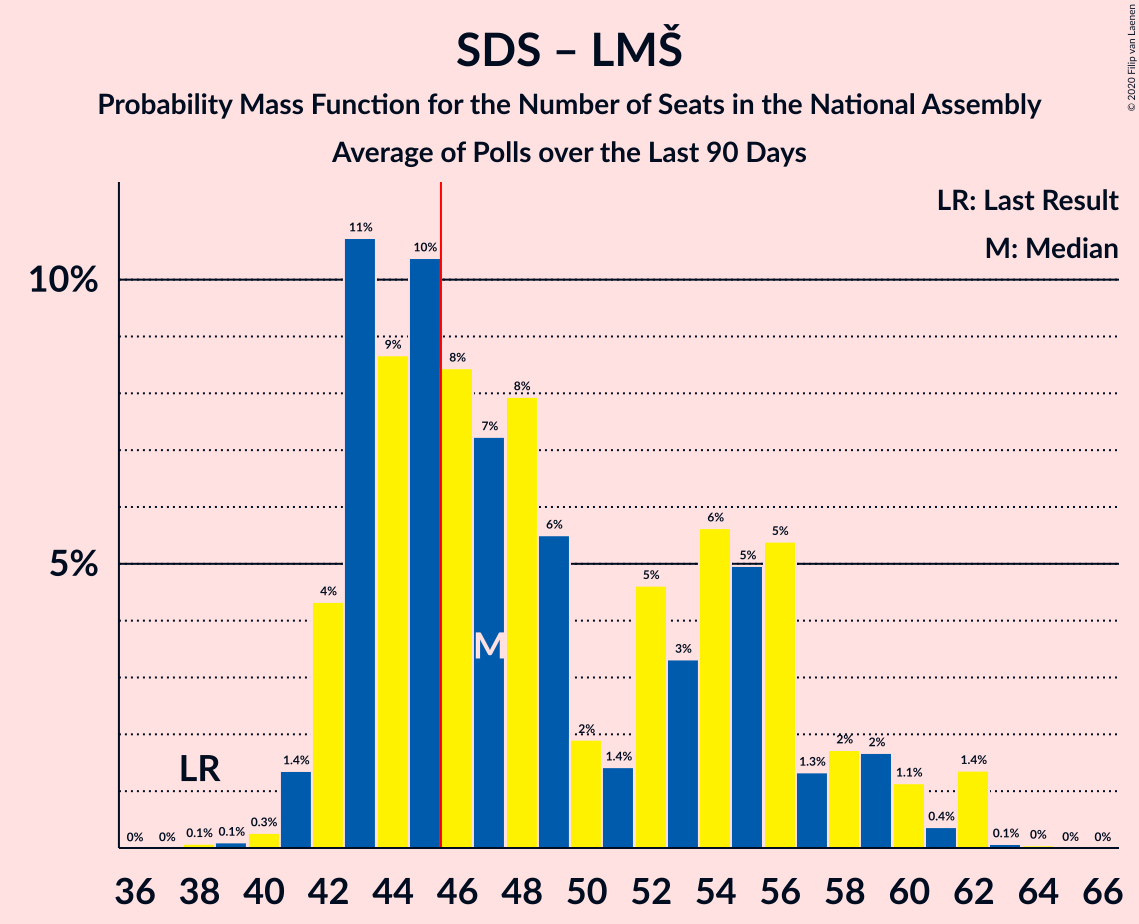 SDS – LMŠ
Probability Mass Function for the Number of Seats in the National Assembly
Average of Polls over the Last 90 Days
© 2020 Filip van Laenen
LR: Last Result
M: Median
10%
5%
0% 0% 0.1% 0.1% 0.3% 1.4% 4% 11% 9% 10% 8% 7% 8% 6% 2% 1.4% 5% 3% 6% 5% 5% 1.3% 2% 2% 1.1% 0.4% 1.4% 0.1% 0% 0% 0%
LR
M
36 38 40 42 44 46 48 50 52 54 56 58 60 62 64 66